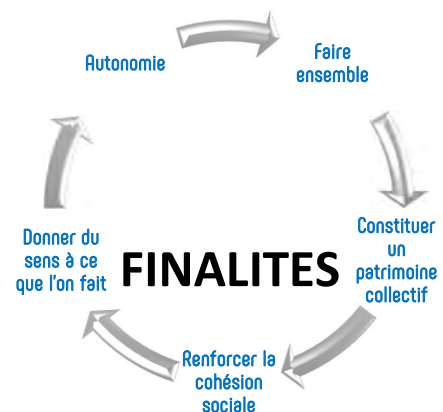 Autonomie
Faire
ensemble
Constituer
un
patrimoine
collectif
Renforcer la
cohésion
sociale
Donner du
sens à ce
que l'on fait
FINALITES